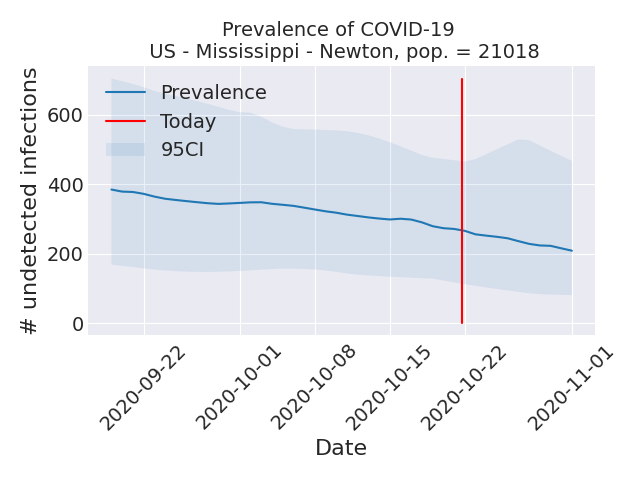 Prevalence of COVID-19
US - Mississippi - Newton, pop. = 21018
# undetected infections
600
400
200
0
Prevalence
Today
95CI
2020-09-22
2020-10-01
2020-10-08
2020-10-15
2020-10-22
2020-11-01
Date